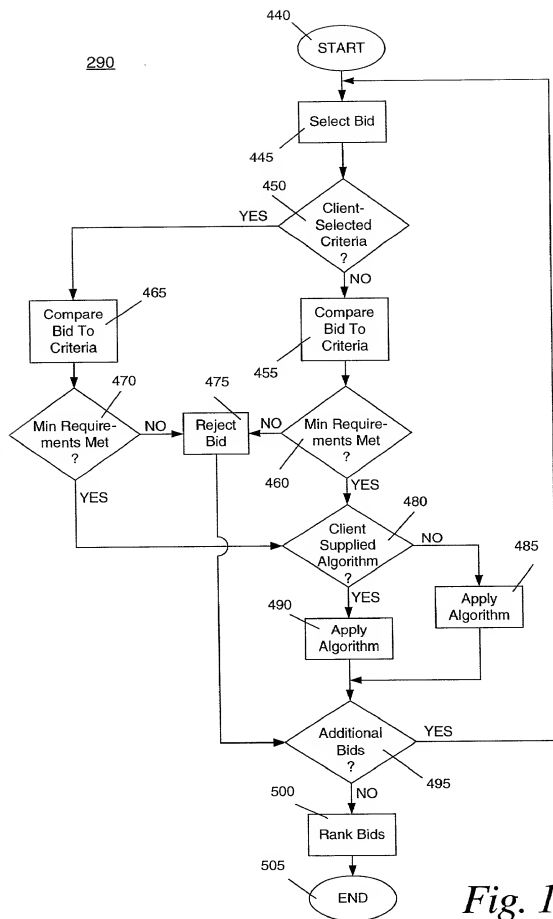 440
START
290
Select Bid
445
450
Client-
Selected
Criteria
?
YES
NO
465
Compare
Bid To
Criteria
Compare
Bid To
Criteria
455
470
475
Min Require-
ments Met
?
NO
Reject
Bid
NO
Min Require-
ments Met
?
460
YES
YES
480
Client
Supplied
Algorithm
?
NO
485
YES
490
Apply
Algorithm
Apply
Algorithm
Additional
Bids
?
YES
495
NO
500
Rank Bids
505
END
Fig. 1